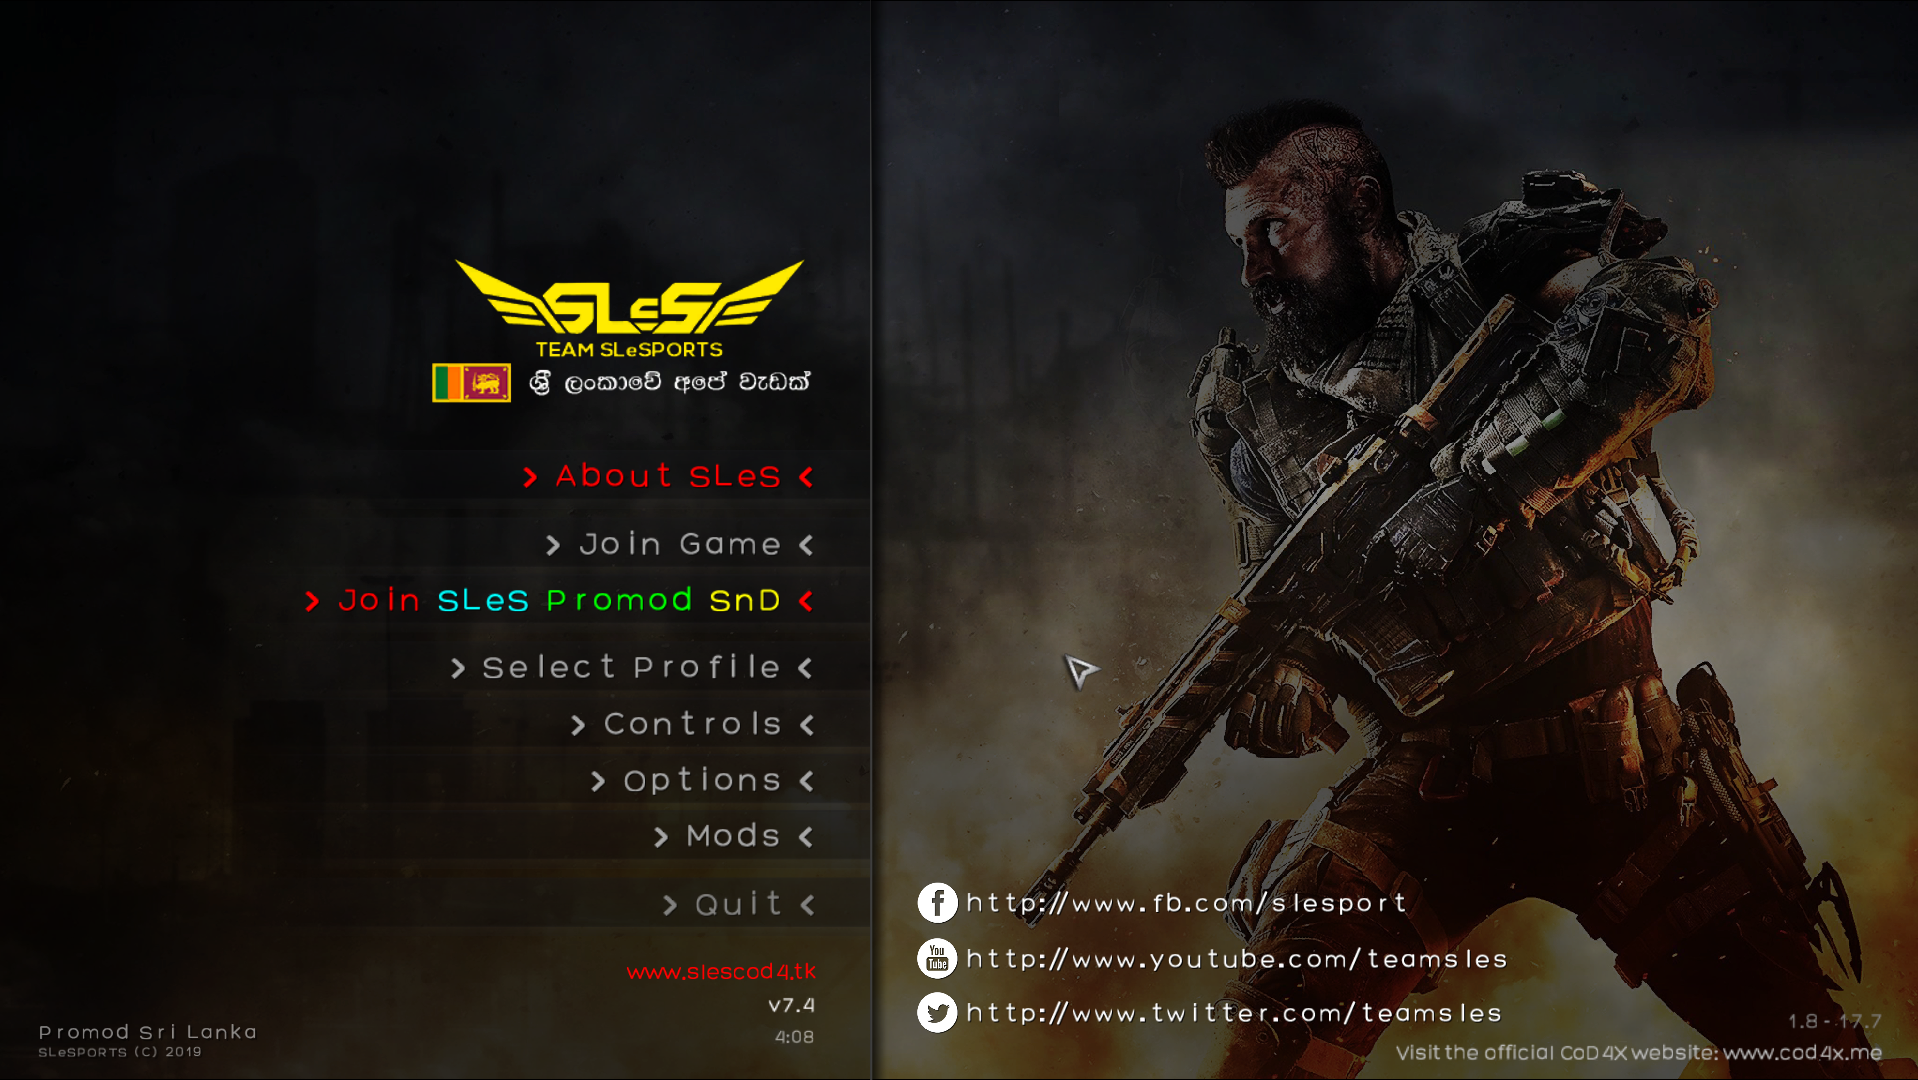 SLeS
TEAM SLeSPORTS
ශ්‍රී ලංකාවේ අපේ වැඩක්
> About SLeS <
> Join Game <
> Join SLeS Promod SnD <
> Select Profile <
> Controls <
> Options <
> Mods <
> Quit <
www.slescod4.tk
v7.4
4:08
Promod Sri Lanka
SLeSPORTS (C) 2019
http://www.fb.com/slesport
You
Tube
http://www.youtube.com/teamsles
http://www.twitter.com/teamsles
1.8 - 17.7
Visit the official CoD4X website: www.cod4x.me